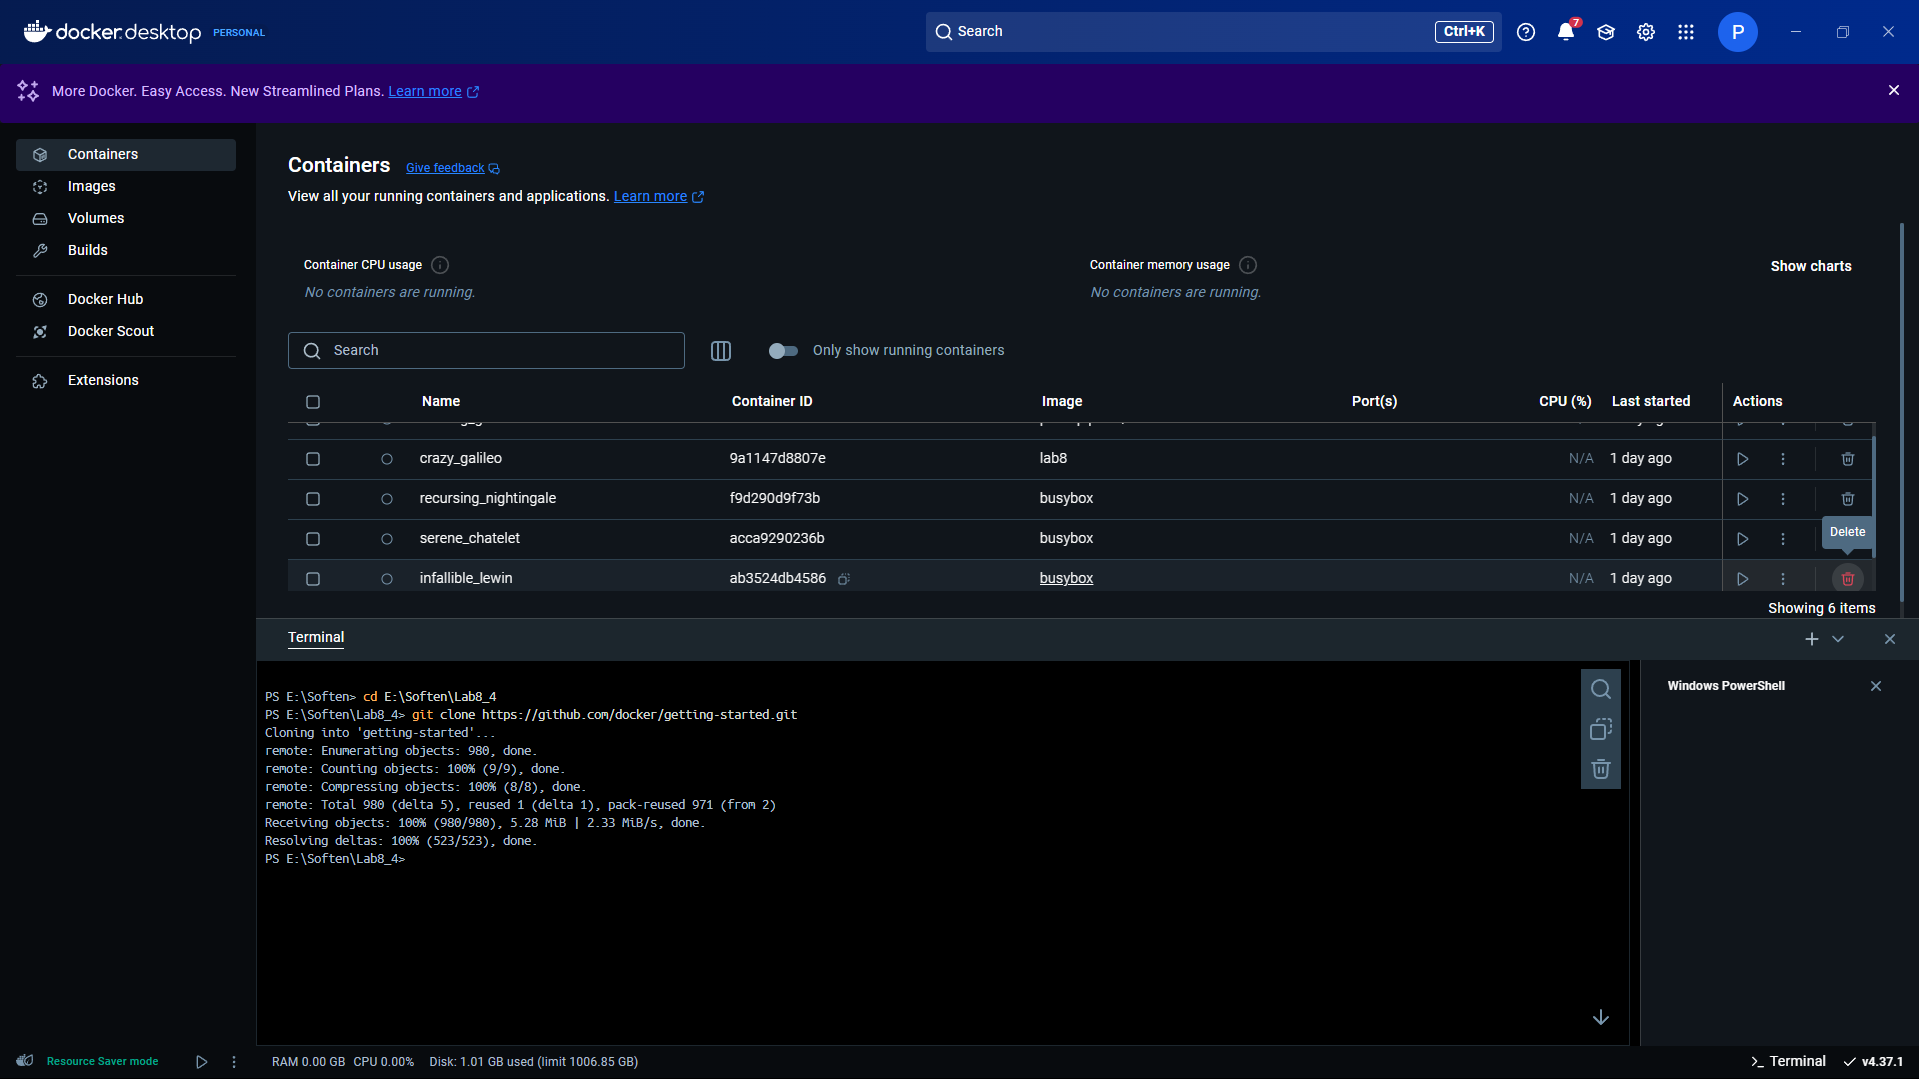 docker.desktop PERSONAL
Search Ctrl+K
7
P
More Docker. Easy Access. New Streamlined Plans. Learn more
Containers
Images
Volumes
Builds
Docker Hub
Docker Scout
Extensions
Containers Give feedback
View all your running containers and applications. Learn more
Container CPU usage
No containers are running.
Container memory usage
No containers are running.
Show charts
Search
Only show running containers
Name Container ID Image Port(s) CPU (%) Last started Actions
crazy_galileo 9a1147d8807e lab8 N/A 1 day ago
recursing_nightingale f9d290d9f73b busybox N/A 1 day ago
Delete
serene_chatelet acca9290236b busybox N/A 1 day ago
infallible_lewin ab3524db4586 busybox N/A 1 day ago
Showing 6 items
Terminal
Windows PowerShell
PS E:\Soften> cd E:\Soften\Lab8_4
PS E:\Soften\Lab8_4> git clone https://github.com/docker/getting-started.git
Cloning into 'getting-started'...
remote: Enumerating objects: 980, done.
remote: Counting objects: 100% (9/9), done.
remote: Compressing objects: 100% (8/8), done.
remote: Total 980 (delta 5), reused 1 (delta 1), pack-reused 971 (from 2)
Receiving objects: 100% (980/980), 5.28 MiB | 2.33 MiB/s, done.
Resolving deltas: 100% (523/523), done.
PS E:\Soften\Lab8_4>
Resource Saver mode
RAM 0.00 GB CPU 0.00% Disk: 1.01 GB used (limit 1006.85 GB)
Terminal v4.37.1